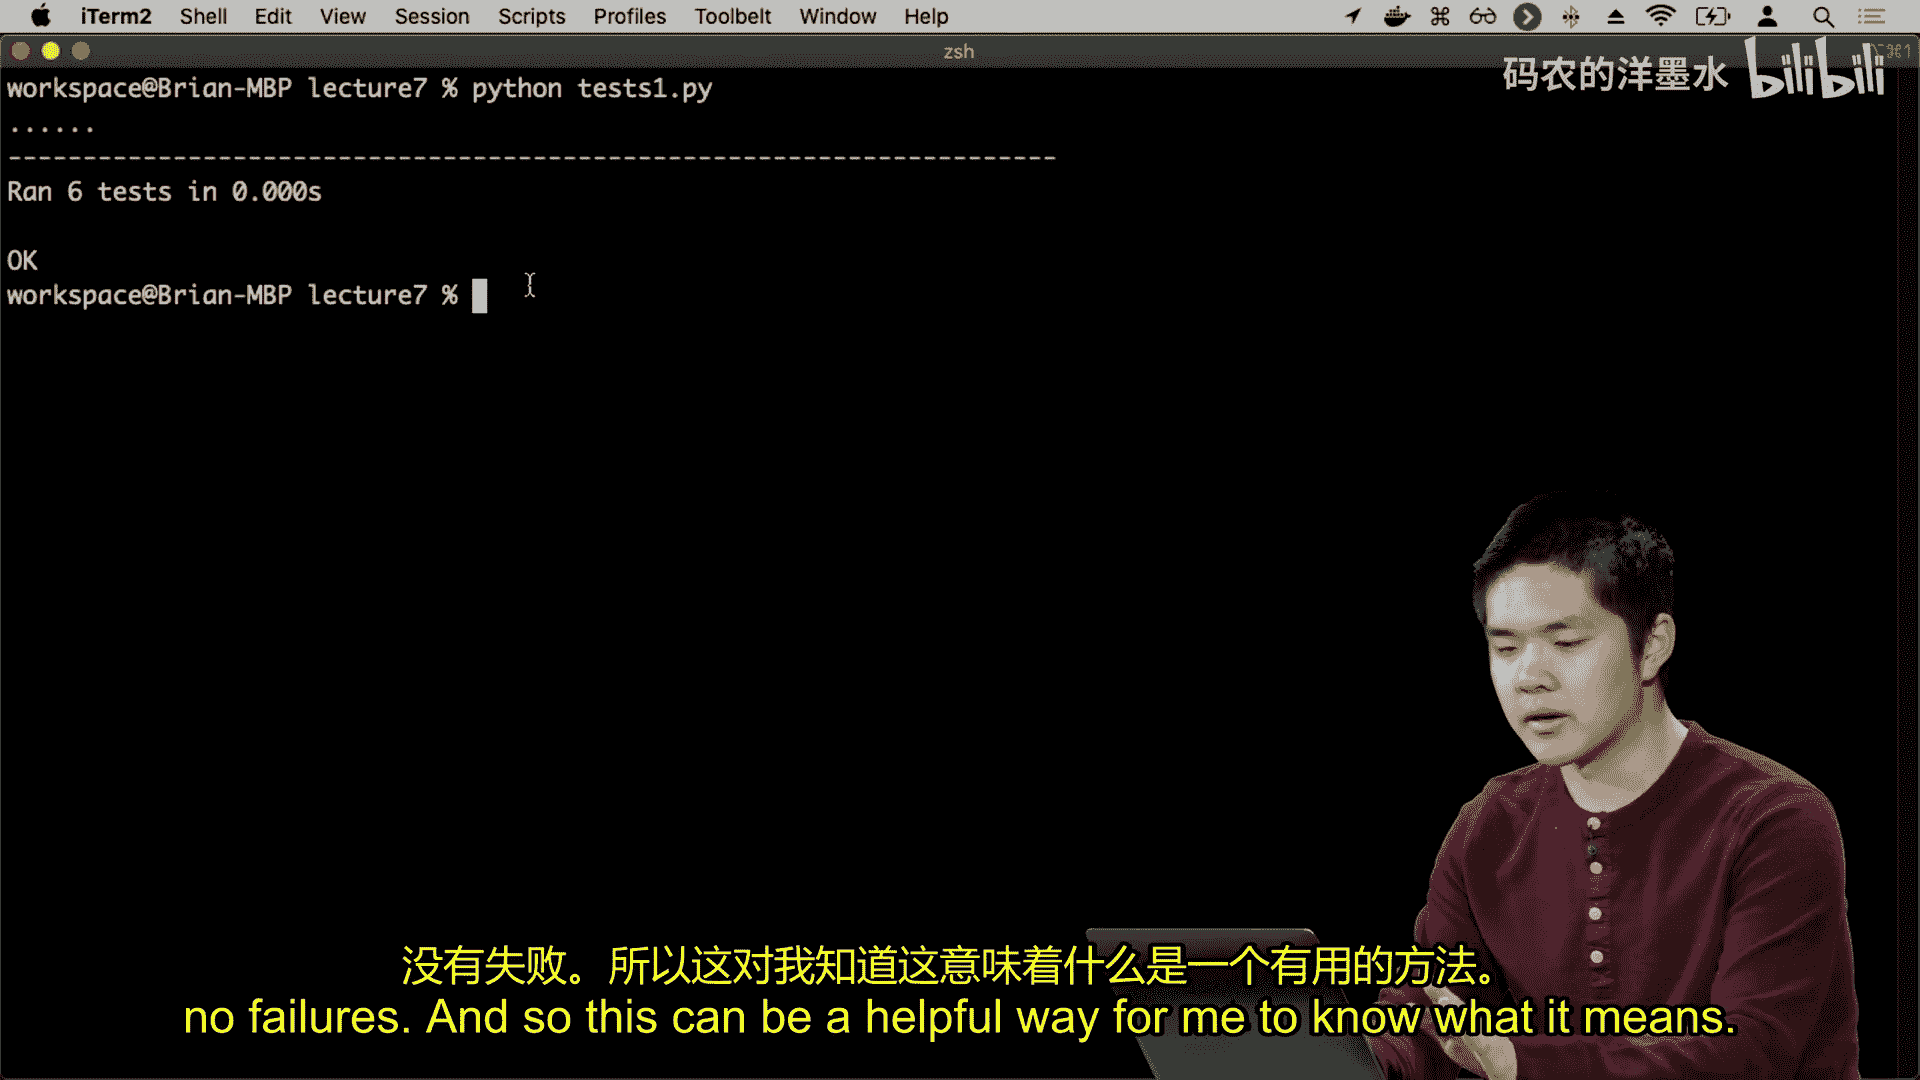 iTerm2 Shell Edit View Session Scripts Profiles Toolbelt Window Help
zsh
⌘1
码农的洋墨水 bilibili
workspace@Brian-MBP lecture7 % python tests1.py
......
----------------------------------------------------------------------
Ran 6 tests in 0.000s
OK
workspace@Brian-MBP lecture7 %
没有失败。所以这对我知道这意味着什么是一个有用的方法。
no failures. And so this can be a helpful way for me to know what it means.